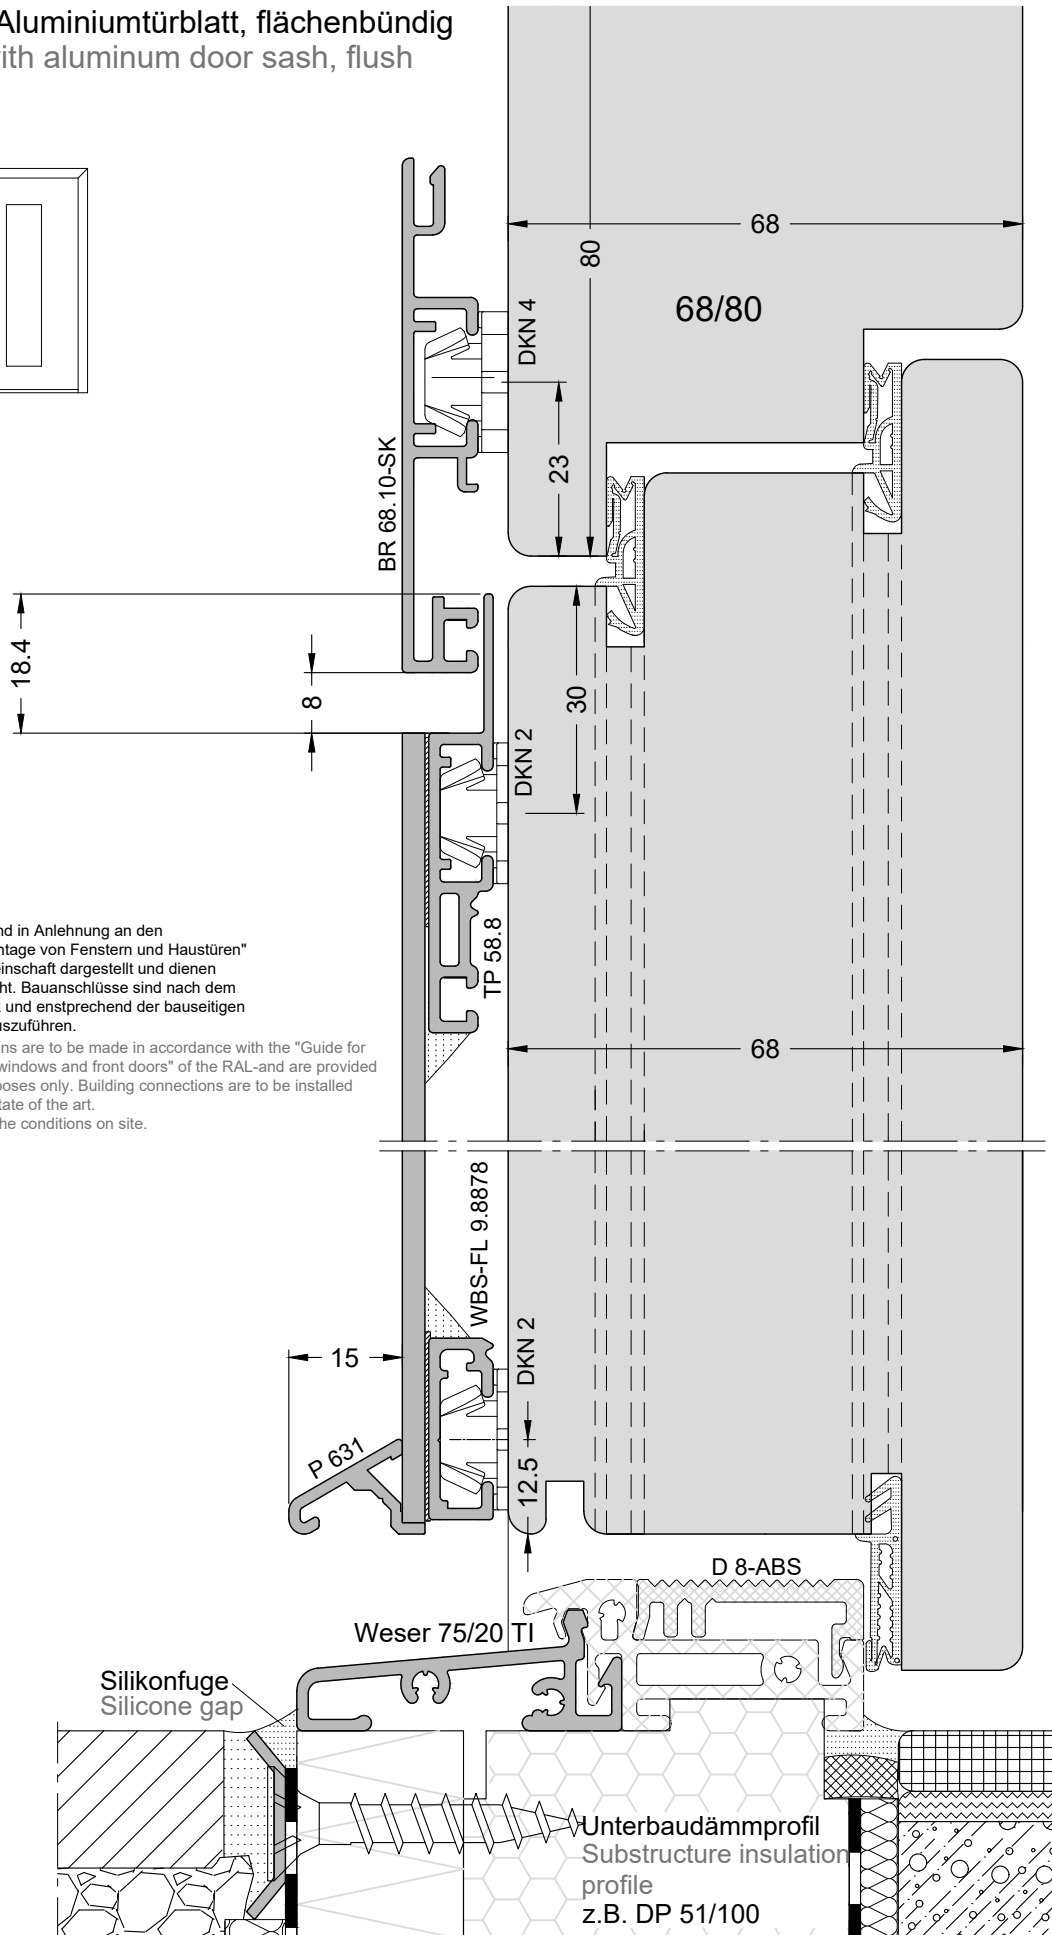 Aluminiumtürblatt, flächenbündig
with aluminum door sash, flush
68
80
68/80
DKN 4
23
BR 68.10-SK
18.4
8
30
DKN 2
TP 58.8
nd in Anlehnung an den
ntage von Fenstern und Haustüren"
einschaft dargestellt und dienen
ht. Bauanschlüsse sind nach dem
k und enstprechend der bauseitigen
uszuführen.
ns are to be made in accordance with the "Guide for
windows and front doors" of the RAL-and are provided
poses only. Building connections are to be installed
tate of the art.
he conditions on site.
68
WBS-FL 9.8878
DKN 2
15
P 631
12.5
D 8-ABS
Weser 75/20 TI
Silikonfuge
Silicone gap
Unterbaudämmprofil
Substructure insulation
profile
z.B. DP 51/100